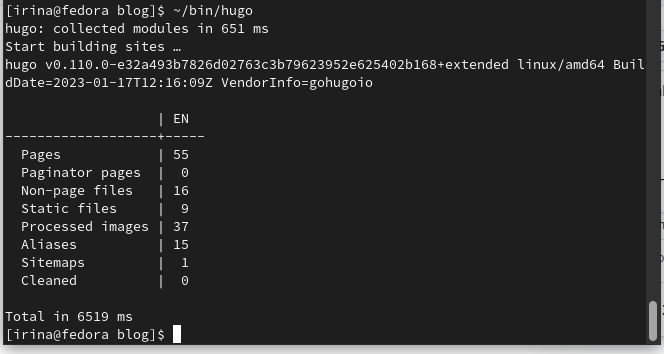 [irina@fedora blog]$ ~/bin/hugo
hugo: collected modules in 651 ms
Start building sites …
hugo v0.110.0-e32a493b7826d02763c3b79623952e625402b168+extended linux/amd64 Buil
dDate=2023-01-17T12:16:09Z VendorInfo=gohugoio
                   | EN
-------------------+-----
  Pages            | 55
  Paginator pages  |  0
  Non-page files   | 16
  Static files     |  9
  Processed images | 37
  Aliases          | 15
  Sitemaps         |  1
  Cleaned          |  0
Total in 6519 ms
[irina@fedora blog]$